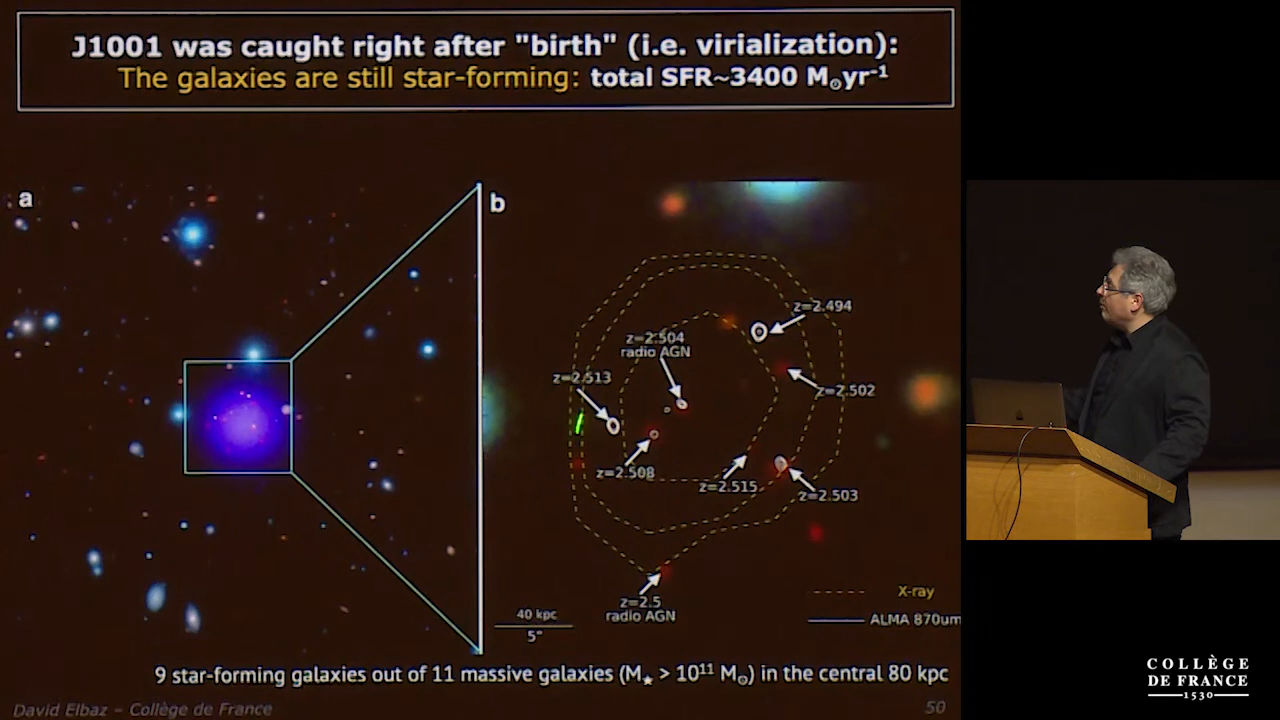 J1001 was caught right after "birth" (i.e. virialization):
The galaxies are still star-forming: total SFR~3400 M⊙yr⁻¹
a
b
z=2.494
z=2.504
radio AGN
z=2.513
z=2.502
z=2.508
z=2.515
z=2.503
z=2.5
radio AGN
40 kpc
5"
X-ray
ALMA 870um
9 star-forming galaxies out of 11 massive galaxies (M★ > 10¹¹ M⊙) in the central 80 kpc
David Elbaz – Collège de France
50
COLLÈGE
DE FRANCE
1530